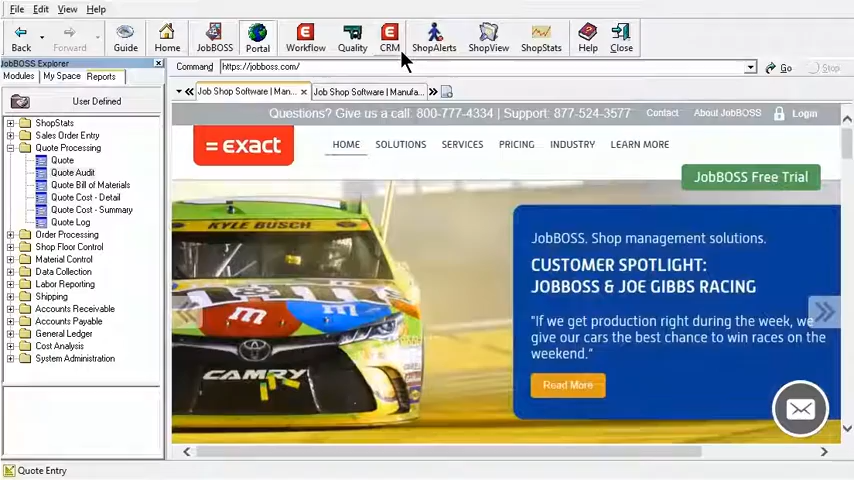 File Edit View Help
Back Forward Guide Home JobBOSS Portal Workflow Quality CRM ShopAlerts ShopView ShopStats Help Close
JobBOSS Explorer
Modules My Space Reports
Command https://jobboss.com/ Go Stop
Job Shop Software | Man... Job Shop Software | Manufa...
User Defined
ShopStats
Sales Order Entry
Quote Processing
Quote
Quote Audit
Quote Bill of Materials
Quote Cost - Detail
Quote Cost - Summary
Quote Log
Order Processing
Shop Floor Control
Material Control
Data Collection
Labor Reporting
Shipping
Accounts Receivable
Accounts Payable
General Ledger
Cost Analysis
System Administration
Questions? Give us a call: 800-777-4334 | Support: 877-524-3577 Contact About JobBOSS Login
= exact HOME SOLUTIONS SERVICES PRICING INDUSTRY LEARN MORE
JobBOSS Free Trial
KYLE BUSCH
m m
CAMRY
JobBOSS. Shop management solutions.
CUSTOMER SPOTLIGHT:
JOBBOSS & JOE GIBBS RACING
"If we get production right during the week, we
give our cars the best chance to win races on the
weekend."
Read More
Quote Entry